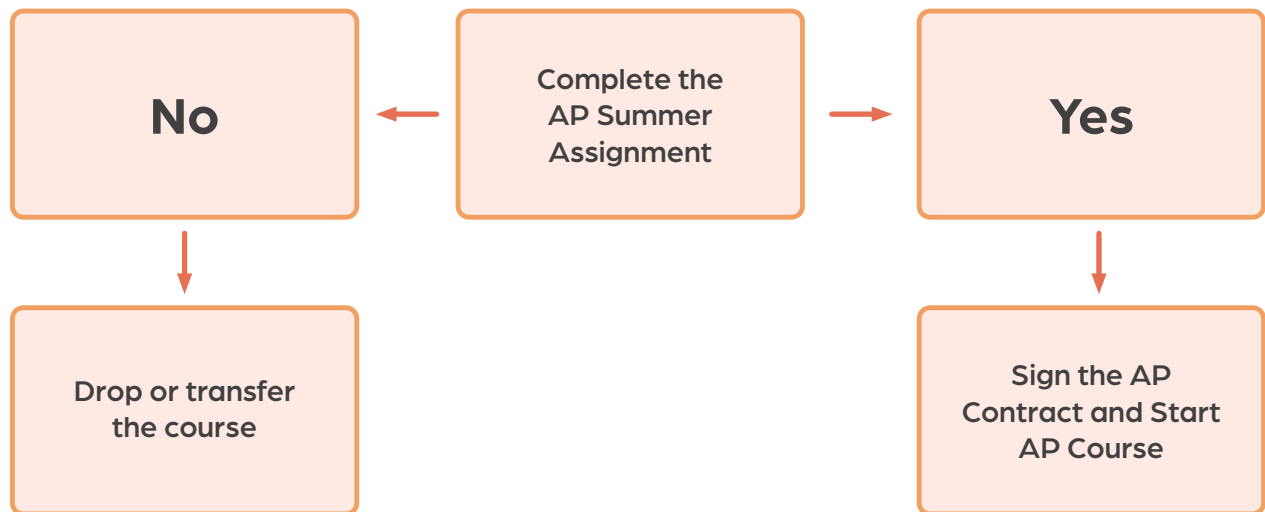 No
Complete the
AP Summer
Assignment
Yes
Drop or transfer
the course
Sign the AP
Contract and Start
AP Course